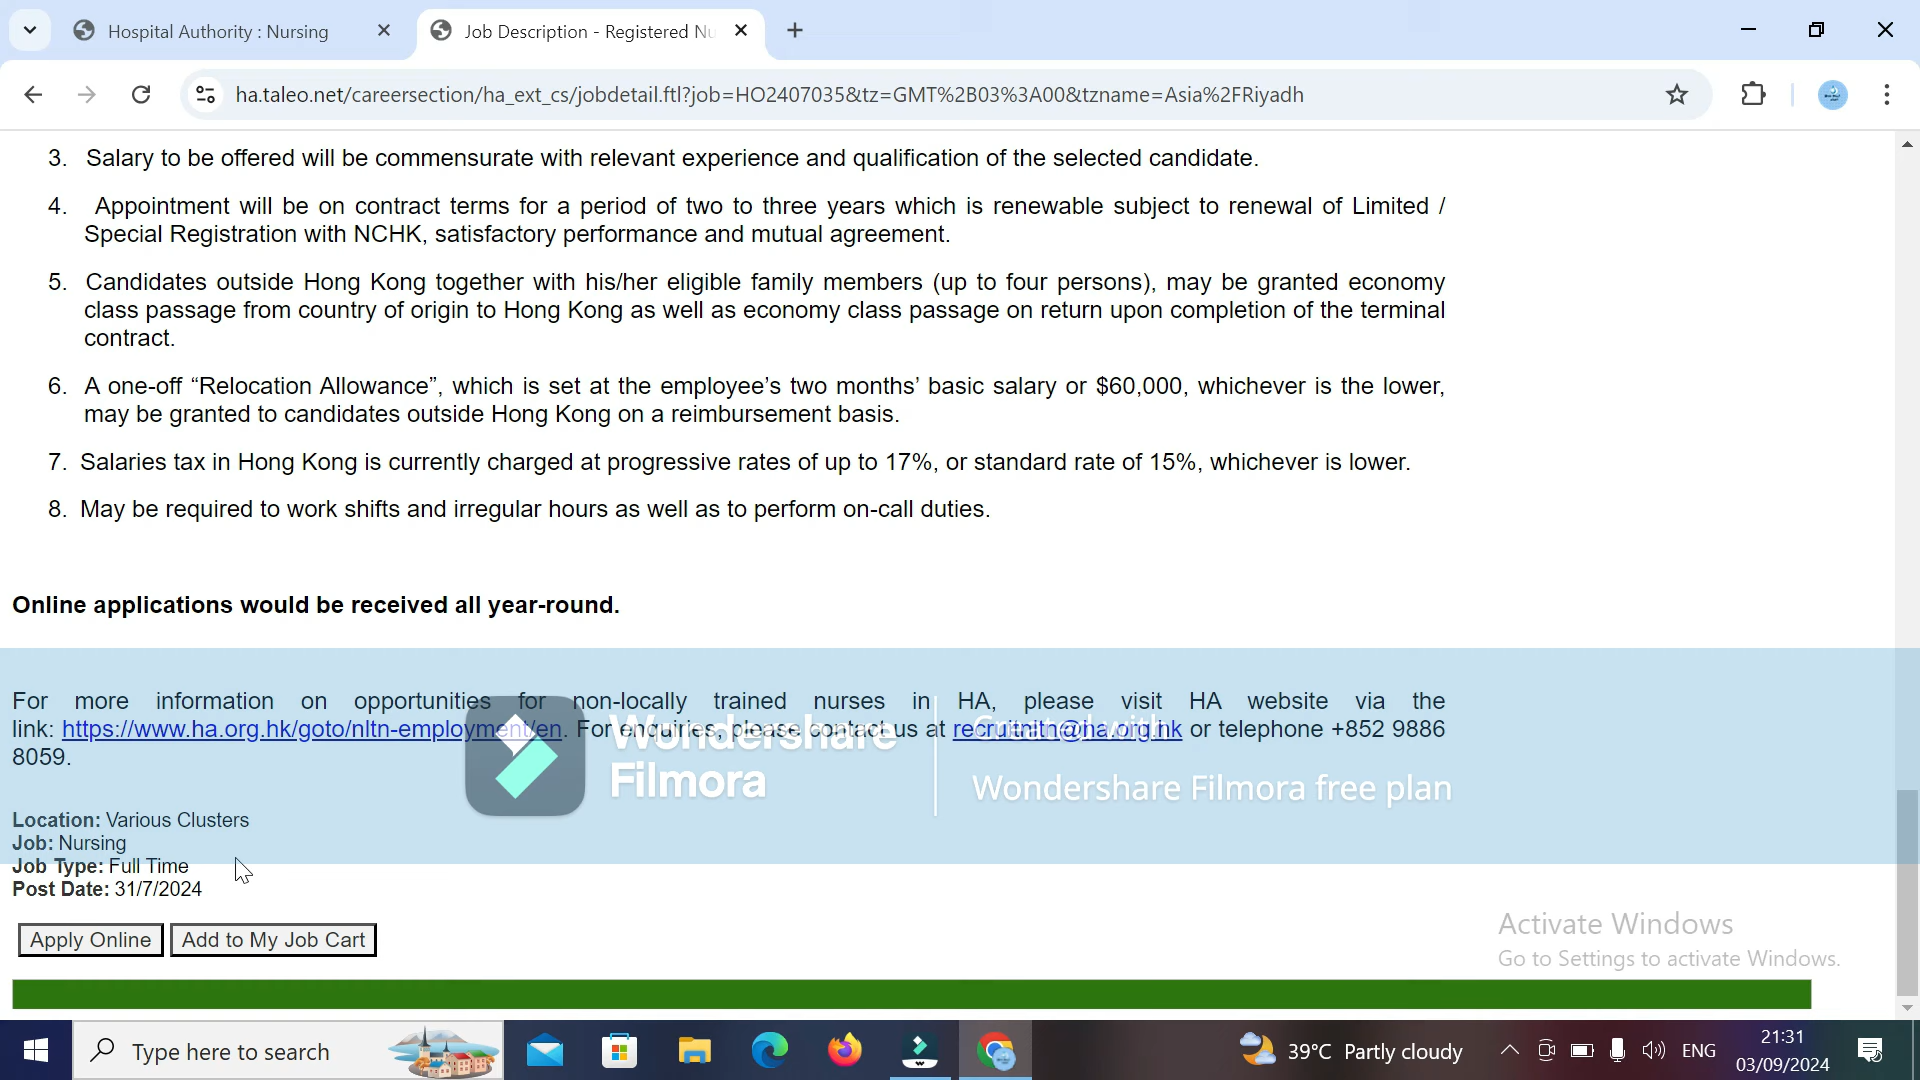 Hospital Authority : Nursing
Job Description - Registered Nu
ha.taleo.net/careersection/ha_ext_cs/jobdetail.ftl?job=HO2407035&tz=GMT%2B03%3A00&tzname=Asia%2FRiyadh
3. Salary to be offered will be commensurate with relevant experience and qualification of the selected candidate.
4. Appointment will be on contract terms for a period of two to three years which is renewable subject to renewal of Limited /
Special Registration with NCHK, satisfactory performance and mutual agreement.
5. Candidates outside Hong Kong together with his/her eligible family members (up to four persons), may be granted economy
class passage from country of origin to Hong Kong as well as economy class passage on return upon completion of the terminal
contract.
6. A one-off “Relocation Allowance”, which is set at the employee’s two months’ basic salary or $60,000, whichever is the lower,
may be granted to candidates outside Hong Kong on a reimbursement basis.
7. Salaries tax in Hong Kong is currently charged at progressive rates of up to 17%, or standard rate of 15%, whichever is lower.
8. May be required to work shifts and irregular hours as well as to perform on-call duties.
Online applications would be received all year-round.
For more information on opportunities for non-locally trained nurses in HA, please visit HA website via the
link: https://www.ha.org.hk/goto/nltn-employment/en. For enquiries, please contact us at recruitnltn@ha.org.hk or telephone +852 9886
8059.
Wondershare
Filmora
Created with
Wondershare Filmora free plan
Location: Various Clusters
Job: Nursing
Job Type: Full Time
Post Date: 31/7/2024
Apply Online
Add to My Job Cart
Activate Windows
Go to Settings to activate Windows.
Type here to search
39°C Partly cloudy
ENG
21:31
03/09/2024